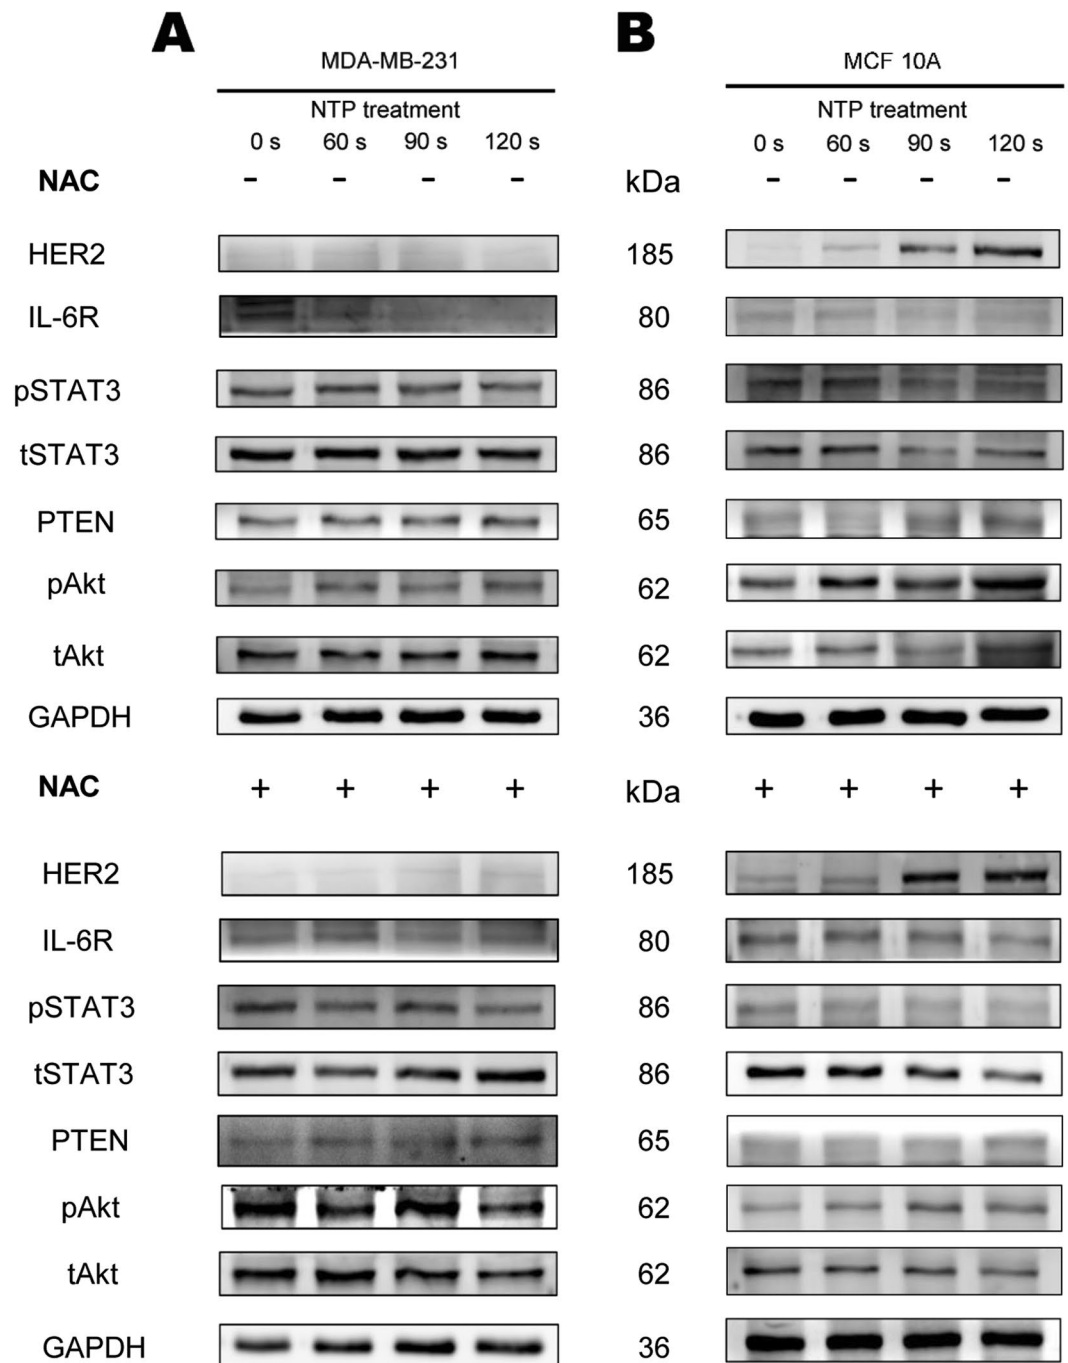 A B
MDA-MB-231 MCF 10A
NTP treatment NTP treatment
0 s 60 s 90 s 120 s 0 s 60 s 90 s 120 s
NAC - - - - kDa - - - -
HER2 185
IL-6R 80
pSTAT3 86
tSTAT3 86
PTEN 65
pAkt 62
tAkt 62
GAPDH 36
NAC + + + + kDa + + + +
HER2 185
IL-6R 80
pSTAT3 86
tSTAT3 86
PTEN 65
pAkt 62
tAkt 62
GAPDH 36